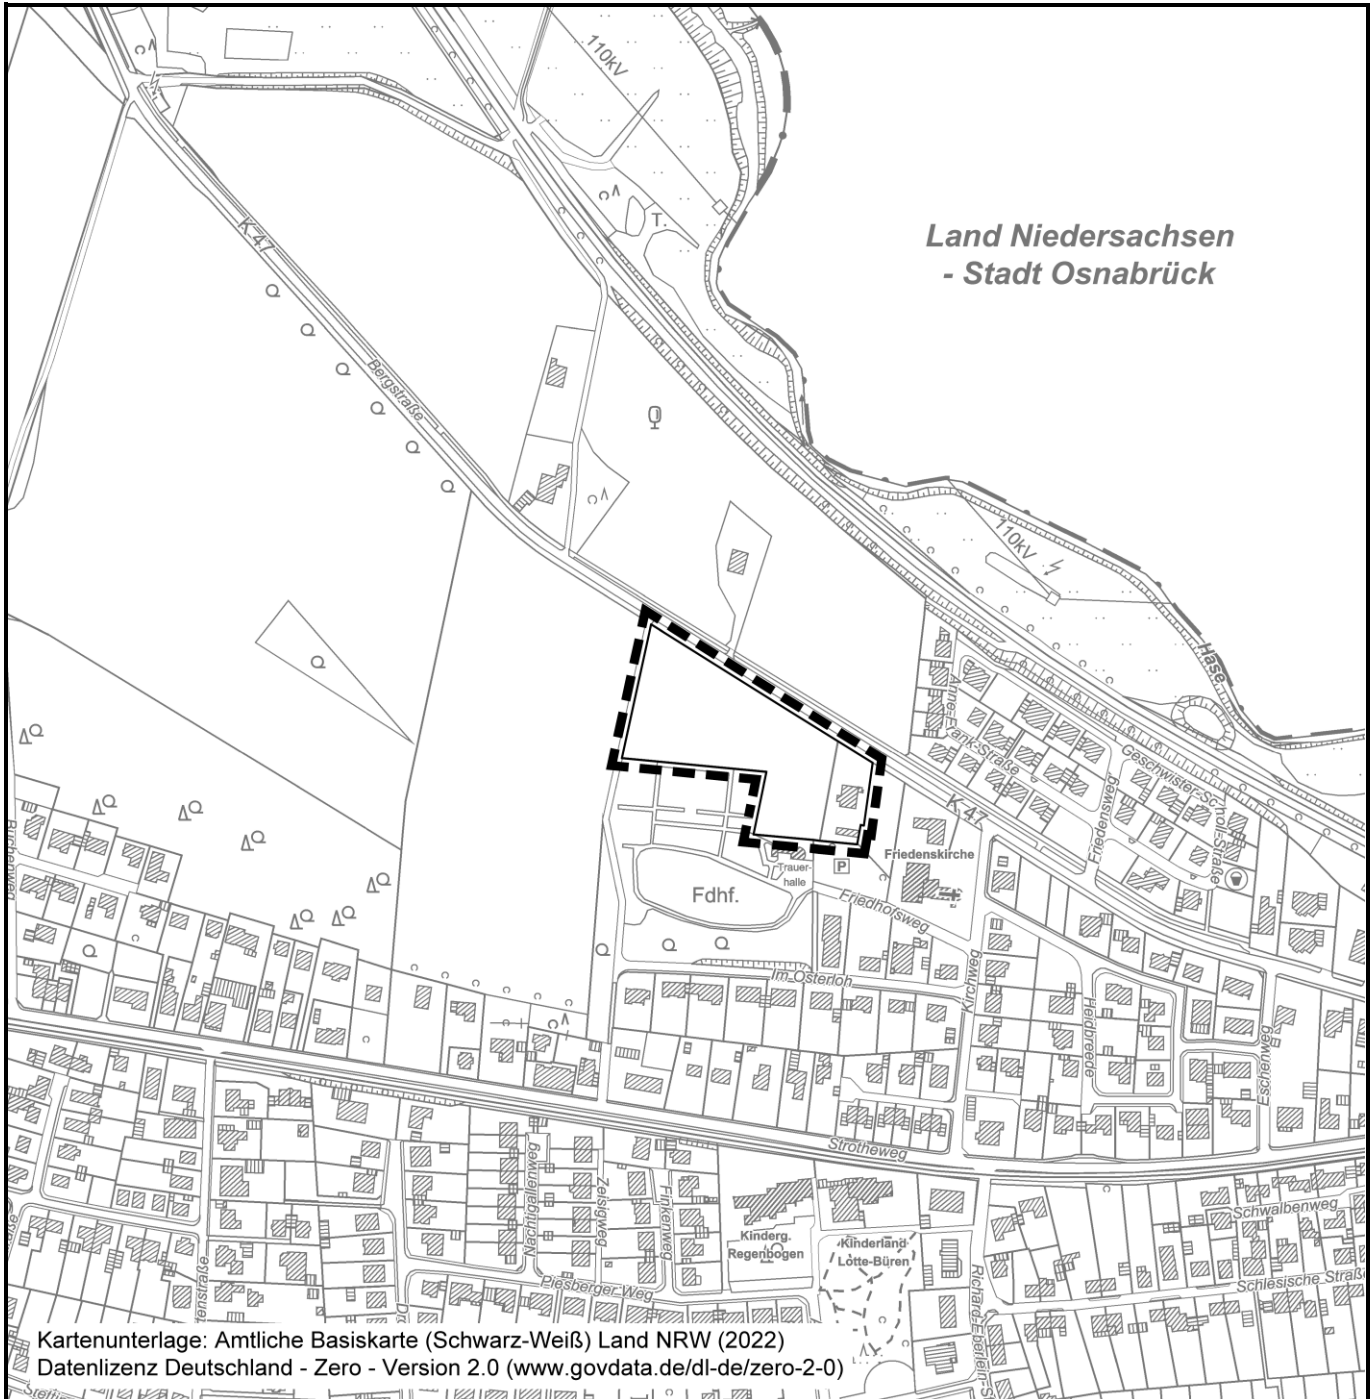 110kV
K 47
T.
Land Niedersachsen
- Stadt Osnabrück
Bergstraße
110kV
Hase
Anne-Frank-Straße
Geschwister-Scholl-Straße
Friedensweg
K 47
Friedenskirche
Trauer-
halle
P
Fdhf.
Friedhofsweg
Buchenweg
Im Osterloh
Kirchweg
Heidbreede
Eschenweg
Strotheweg
Nachtigallenweg
Zeisigweg
Finkenweg
Kinderg.
Regenbogen
Kinderland
Lotte-Büren
Schwalbenweg
Schlesische Straße
Piesberger Weg
Kartenunterlage: Amtliche Basiskarte (Schwarz-Weiß) Land NRW (2022)
Datenlizenz Deutschland - Zero - Version 2.0 (www.govdata.de/dl-de/zero-2-0)